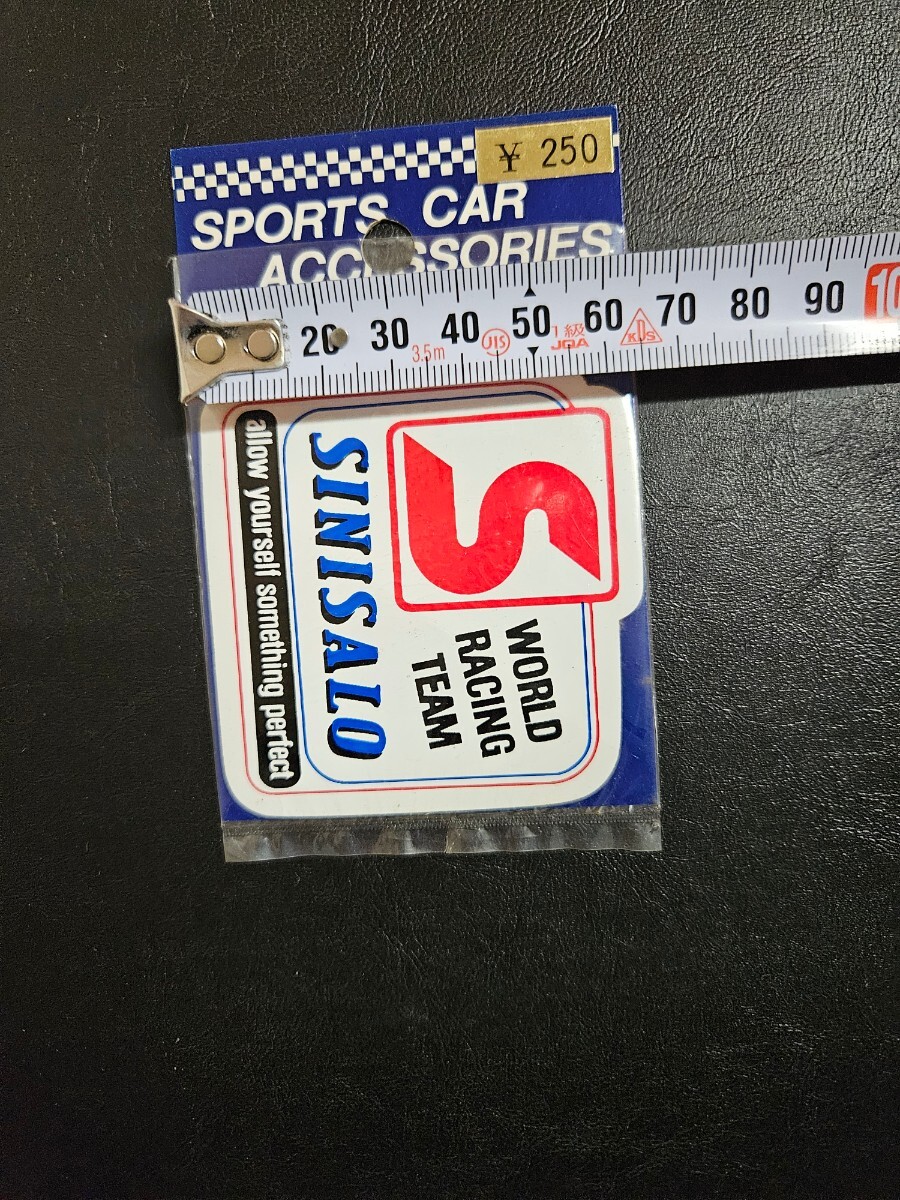 ¥ 250
SPORTS CAR
ACCESSORIES
20 30 40 50 60 70 80 90 10
3.5m JIS 1級 JQA KDS
S
WORLD
RACING
TEAM
SINISALO
allow yourself something perfect